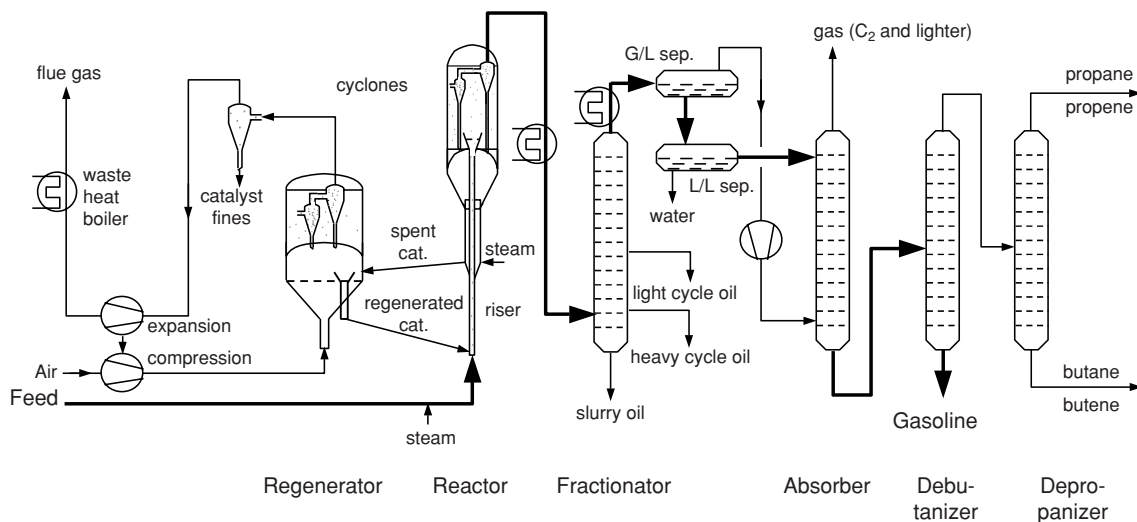 gas (C2 and lighter)
G/L sep.
flue gas
cyclones
propane
propene
waste
heat
boiler
catalyst
fines
L/L sep.
water
spent
cat.
steam
regenerated
cat.
riser
light cycle oil
expansion
compression
heavy cycle oil
Air
Feed
steam
slurry oil
Gasoline
butane
butene
Regenerator
Reactor
Fractionator
Absorber
Debu-
tanizer
Depro-
panizer